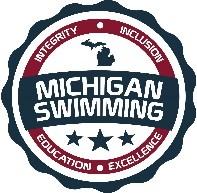 INTEGRITY • INCLUSION
MICHIGAN
SWIMMING
EDUCATION • EXCELLENCE